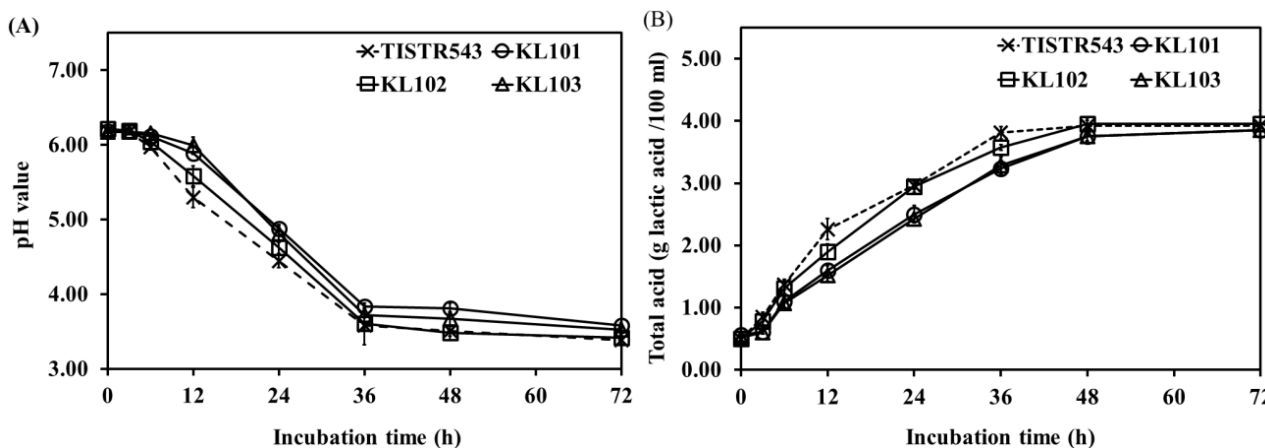 (A)
TISTR543 KL101
KL102 KL103
7.00
6.00
5.00
4.00
3.00
pH value
0 12 24 36 48 60 72
Incubation time (h)
(B)
TISTR543 KL101
KL102 KL103
5.00
4.00
3.00
2.00
1.00
0.00
Total acid (g lactic acid /100 ml)
0 12 24 36 48 60 72
Incubation time (h)